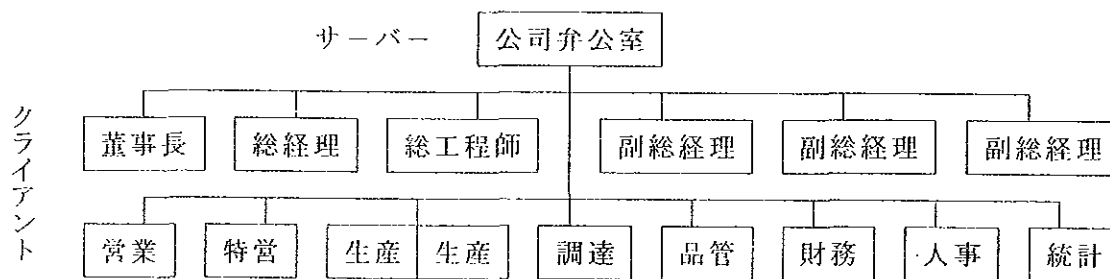 サーバー 公司弁公室
クライアント
董事長 総経理 総工程師 副総経理 副総経理 副総経理
営業 特営 生産 生産 調達 品管 財務 人事 統計